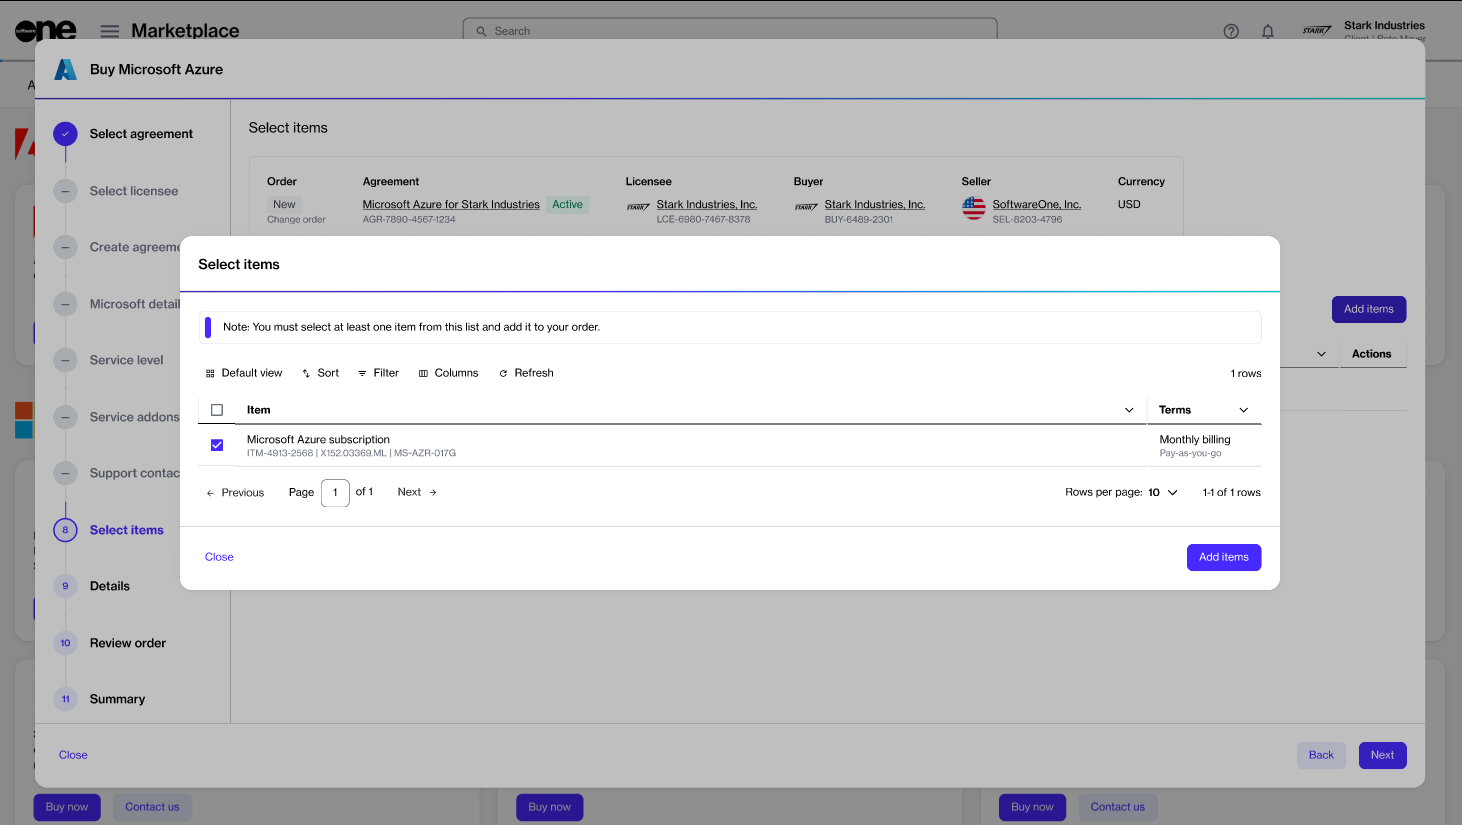 software
one
Marketplace
Search
STARK
Stark Industries
Buy Microsoft Azure
Select agreement
Select licensee
Create agreeme
Microsoft detail
Service level
Service addons
Support contac
8
Select items
9
Details
10
Review order
11
Summary
Select items
Order
Agreement
Licensee
Buyer
Seller
Currency
New
Microsoft Azure for Stark Industries
Active
STARK
Stark Industries, Inc.
STARK
Stark Industries, Inc.
SoftwareOne, Inc.
USD
Change order
AGR-7890-4567-1234
LCE-6980-7467-8378
BUY-6489-2301
SEL-8203-4796
Add items
Actions
Select items
Note: You must select at least one item from this list and add it to your order.
Default view
Sort
Filter
Columns
Refresh
1 rows
Item
Terms
Microsoft Azure subscription
Monthly billing
ITM-4913-2568 | X152.03369.ML | MS-AZR-017G
Pay-as-you-go
Previous
Page
1
of 1
Next
Rows per page: 10
1-1 of 1 rows
Close
Add items
Close
Back
Next
Buy now
Contact us
Buy now
Buy now
Contact us